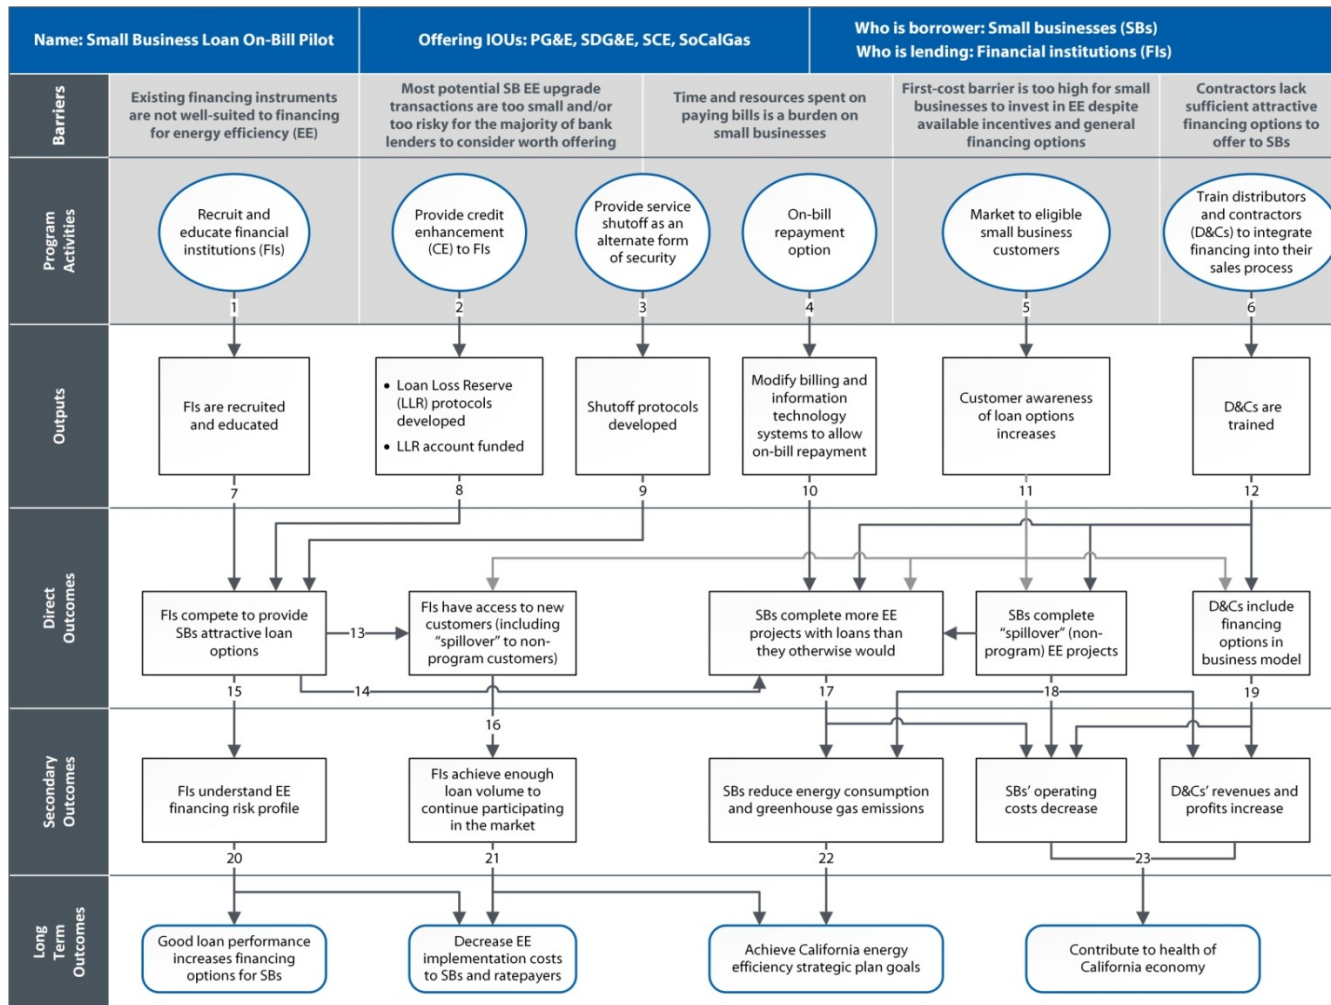 Name: Small Business Loan On-Bill Pilot
Offering IOUs: PG&E, SDG&E, SCE, SoCalGas
Who is borrower: Small businesses (SBs)
Who is lending: Financial institutions (FIs)
Barriers
Existing financing instruments
are not well-suited to financing
for energy efficiency (EE)
Most potential SB EE upgrade
transactions are too small and/or
too risky for the majority of bank
lenders to consider worth offering
Time and resources spent on
paying bills is a burden on
small businesses
First-cost barrier is too high for small
businesses to invest in EE despite
available incentives and general
financing options
Contractors lack
sufficient attractive
financing options to
offer to SBs
Program
Activities
Recruit and
educate financial
institutions (FIs)
Provide credit
enhancement
(CE) to FIs
Provide service
shutoff as an
alternate form
of security
On-bill
repayment
option
Market to eligible
small business
customers
Train distributors
and contractors
(D&Cs) to integrate
financing into their
sales process
1
2
3
4
5
6
Outputs
FIs are recruited
and educated
• Loan Loss Reserve
(LLR) protocols
developed
• LLR account funded
Shutoff protocols
developed
Modify billing and
information
technology
systems to allow
on-bill repayment
Customer awareness
of loan options
increases
D&Cs are
trained
7
8
9
10
11
12
Direct
Outcomes
FIs compete to provide
SBs attractive loan
options
13
FIs have access to new
customers (including
"spillover" to non-
program customers)
SBs complete more EE
projects with loans than
they otherwise would
SBs complete
"spillover" (non-
program) EE projects
D&Cs include
financing
options in
business model
15
14
16
17
18
19
Secondary
Outcomes
FIs understand EE
financing risk profile
FIs achieve enough
loan volume to
continue participating
in the market
SBs reduce energy consumption
and greenhouse gas emissions
SBs' operating
costs decrease
D&Cs' revenues and
profits increase
20
21
22
23
Long
Term
Outcomes
Good loan performance
increases financing
options for SBs
Decrease EE
implementation costs
to SBs and ratepayers
Achieve California energy
efficiency strategic plan goals
Contribute to health of
California economy